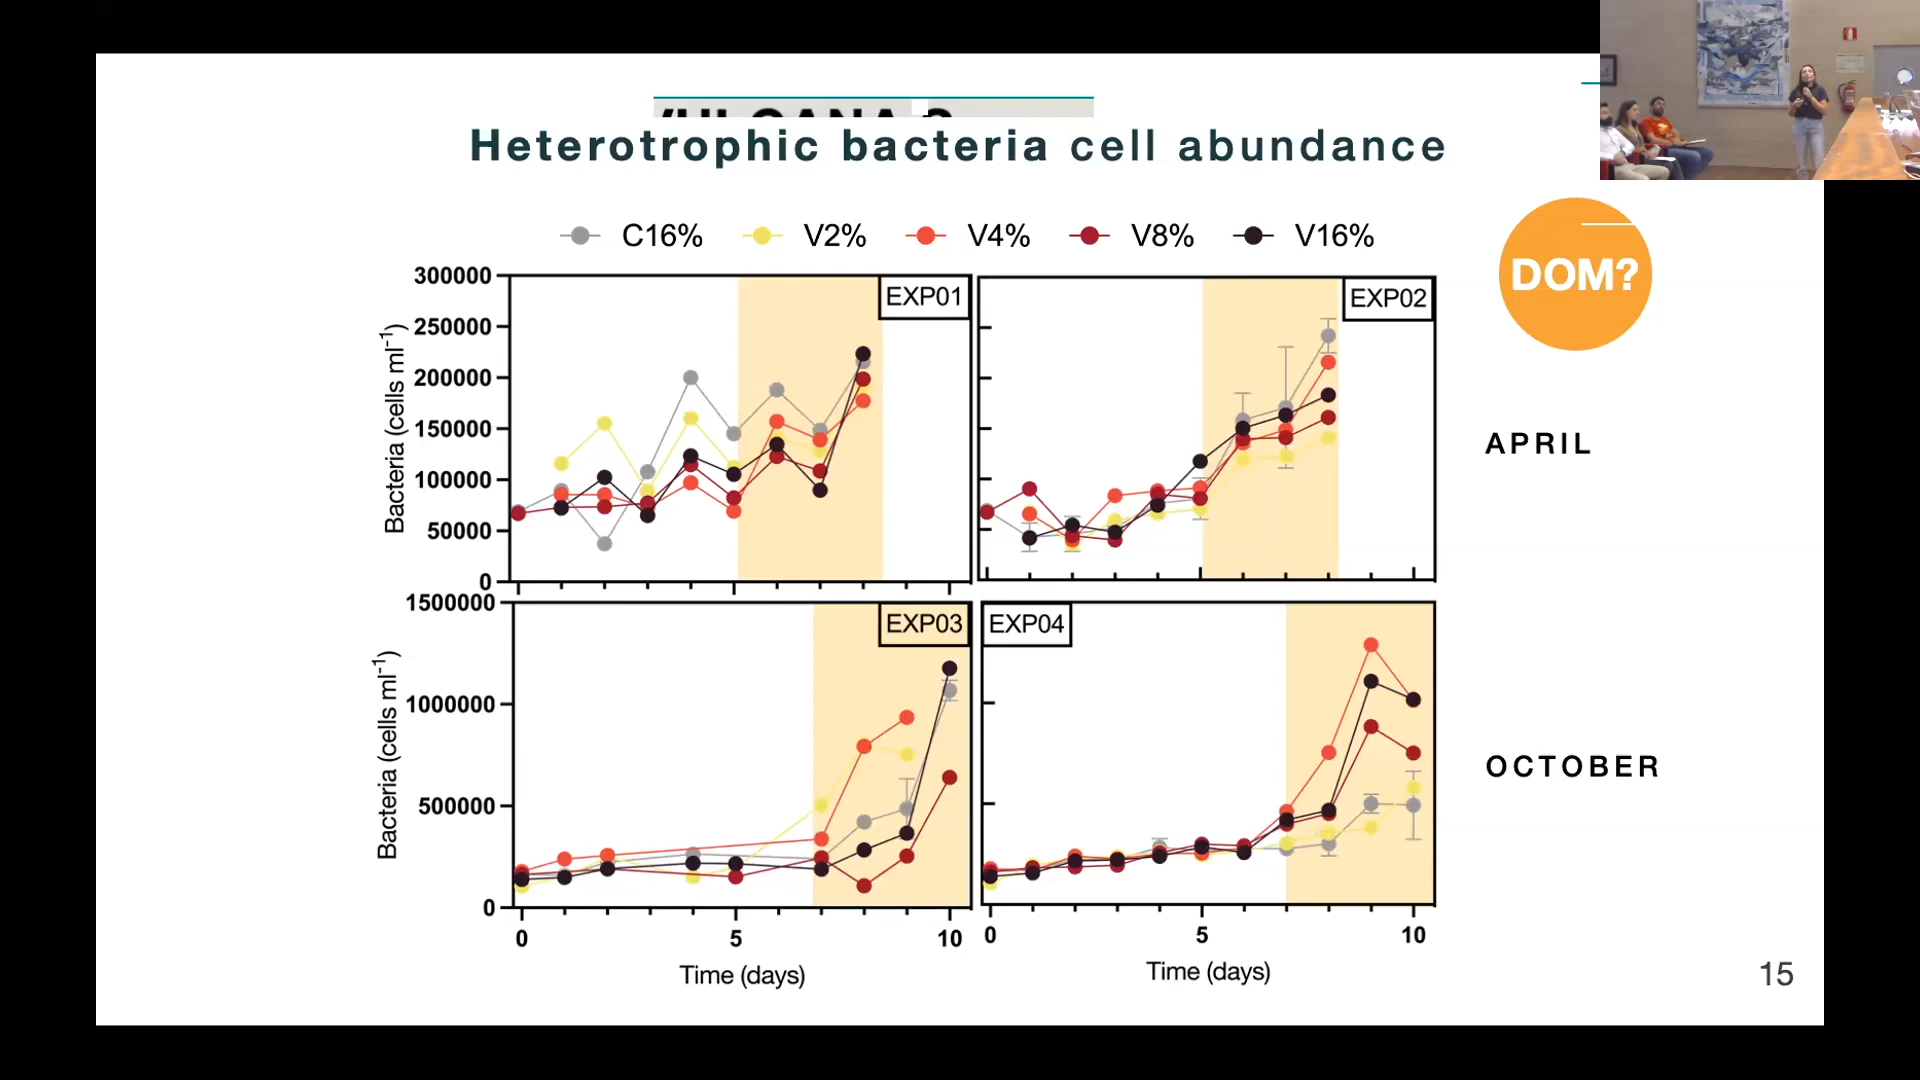 Heterotrophic bacteria cell abundance
C16% V2% V4% V8% V16%
DOM?
EXP01
EXP02
300000
250000
200000
150000
100000
50000
0
Bacteria (cells ml-1)
APRIL
EXP03
EXP04
1500000
1000000
500000
0
Bacteria (cells ml-1)
OCTOBER
0 5 10
0 5 10
Time (days)
Time (days)
15